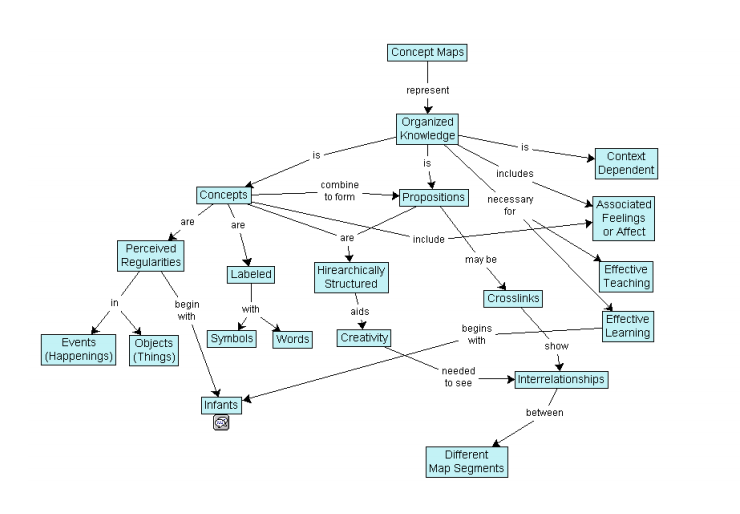 Concept Maps
represent
Organized
Knowledge
is
is
is
Context
Dependent
includes
combine
to form
Concepts
Propositions
necessary
for
Associated
Feelings
or Affect
are
are
are
include
Perceived
Regularities
Labeled
Hirearchically
Structured
may be
Effective
Teaching
Crosslinks
in
begin
with
with
aids
Effective
Learning
Events
(Happenings)
Objects
(Things)
Symbols
Words
Creativity
begins
with
show
needed
to see
Interrelationships
Infants
between
Different
Map Segments